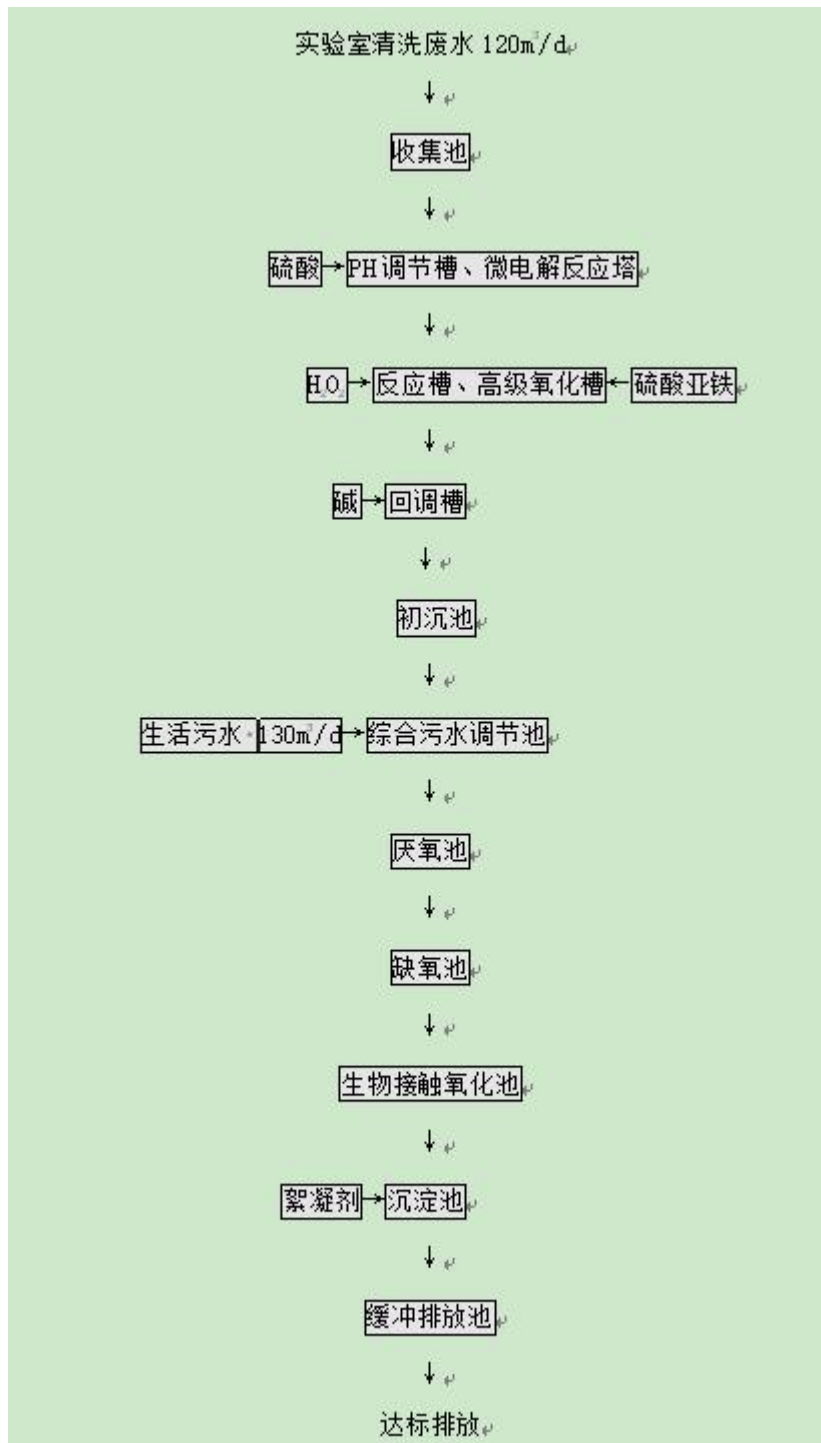 实验室清洗废水 120m³/d
↓
收集池
↓
硫酸→PH调节槽、微电解反应塔
↓
H₂O₂→反应槽、高级氧化槽←硫酸亚铁
↓
碱→回调槽
↓
初沉池
↓
生活污水 130m³/d→综合污水调节池
↓
厌氧池
↓
缺氧池
↓
生物接触氧化池
↓
絮凝剂→沉淀池
↓
缓冲排放池
↓
达标排放